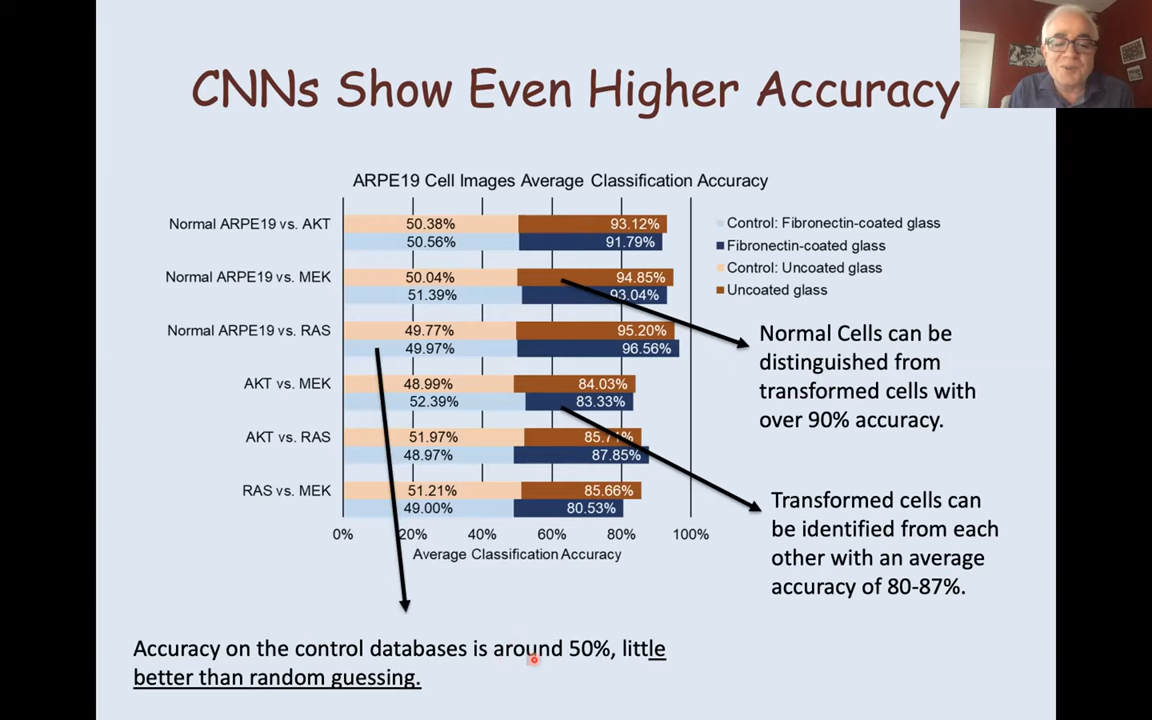 CNNs Show Even Higher Accuracy
ARPE19 Cell Images Average Classification Accuracy
Normal ARPE19 vs. AKT
50.38%
93.12%
50.56%
91.79%
Normal ARPE19 vs. MEK
50.04%
94.85%
51.39%
93.04%
Normal ARPE19 vs. RAS
49.77%
95.20%
49.97%
96.56%
AKT vs. MEK
48.99%
84.03%
52.39%
83.33%
AKT vs. RAS
51.97%
48.97%
87.85%
RAS vs. MEK
51.21%
85.66%
49.00%
80.53%
0%
20%
40%
60%
80%
100%
Average Classification Accuracy
Control: Fibronectin-coated glass
Fibronectin-coated glass
Control: Uncoated glass
Uncoated glass
Normal Cells can be
distinguished from
transformed cells with
over 90% accuracy.
Transformed cells can
be identified from each
other with an average
accuracy of 80-87%.
Accuracy on the control databases is around 50%, little
better than random guessing.